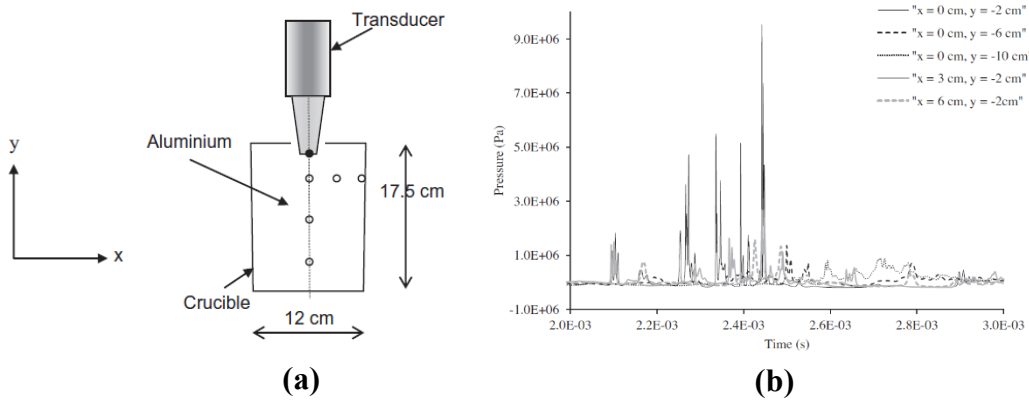 Transducer
y
Aluminium
17.5 cm
x
Crucible
12 cm
(a)
"x = 0 cm, y = -2 cm"
"x = 0 cm, y = -6 cm"
"x = 0 cm, y = -10 cm"
"x = 3 cm, y = -2 cm"
"x = 6 cm, y = -2cm"
Pressure (Pa)
9.0E+06
7.0E+06
5.0E+06
3.0E+06
1.0E+06
-1.0E+06
2.0E-03 2.2E-03 2.4E-03 2.6E-03 2.8E-03 3.0E-03
Time (s)
(b)